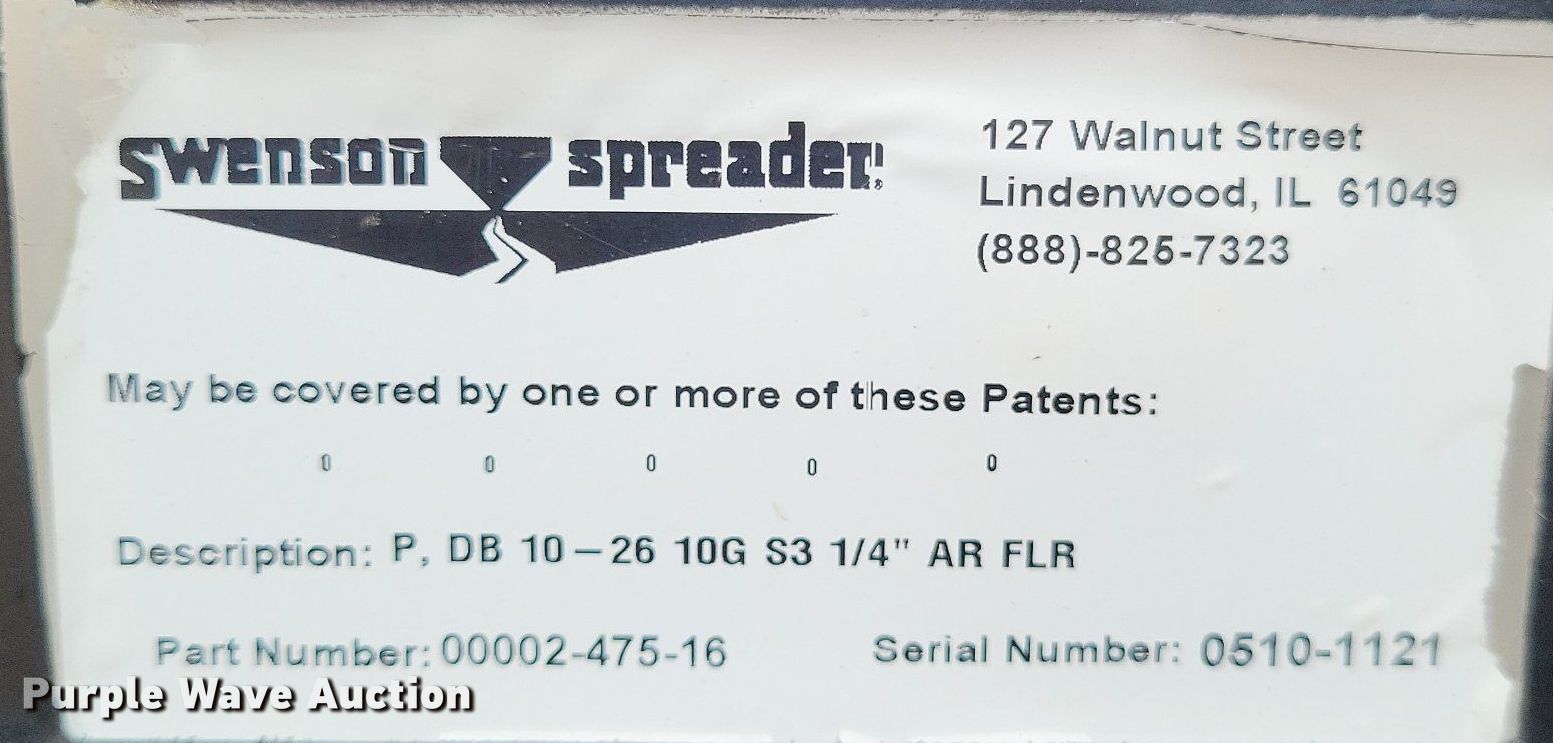 swenson spreader®
127 Walnut Street
Lindenwood, IL 61049
(888)-825-7323
May be covered by one or more of these Patents:
0 0 0 0 0
Description: P, DB 10-26 10G S3 1/4" AR FLR
Part Number: 00002-475-16 Serial Number: 0510-1121
Purple Wave Auction